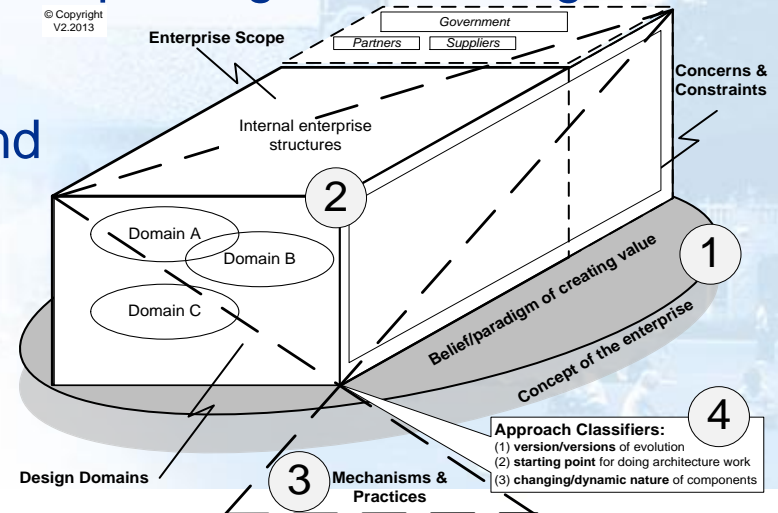 © Copyright
V2.2013
Enterprise Scope
Government
Partners
Suppliers
Concerns &
Constraints
nd
Internal enterprise
structures
2
Domain A
Domain B
Domain C
1
Belief/paradigm of creating value
Concept of the enterprise
4
Approach Classifiers:
(1) version/versions of evolution
(2) starting point for doing architecture work
(3) changing/dynamic nature of components
Design Domains
3
Mechanisms &
Practices